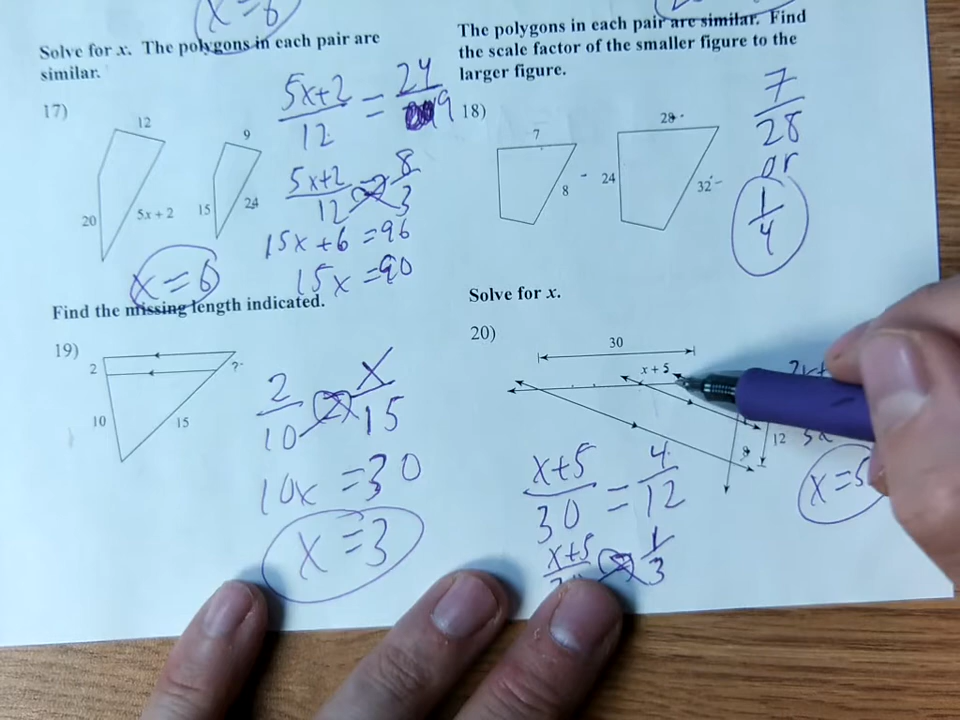 x=6
Solve for x. The polygons in each pair are
similar.
17)
12
20
5x + 2
9
15
24
5x+2/12 = 24/9
5x+2/12 = 8/3
15x+6 =96
15x =90
x=6
The polygons in each pair are similar. Find
the scale factor of the smaller figure to the
larger figure.
18)
7
8
28
24
32
7/28
or
1/4
Find the missing length indicated.
19)
2
?
10
15
2/10 = x/15
10x =30
x=3
Solve for x.
20)
30
x + 5
12
x+5/30 = 4/12
x+5 = 1/3
x=5